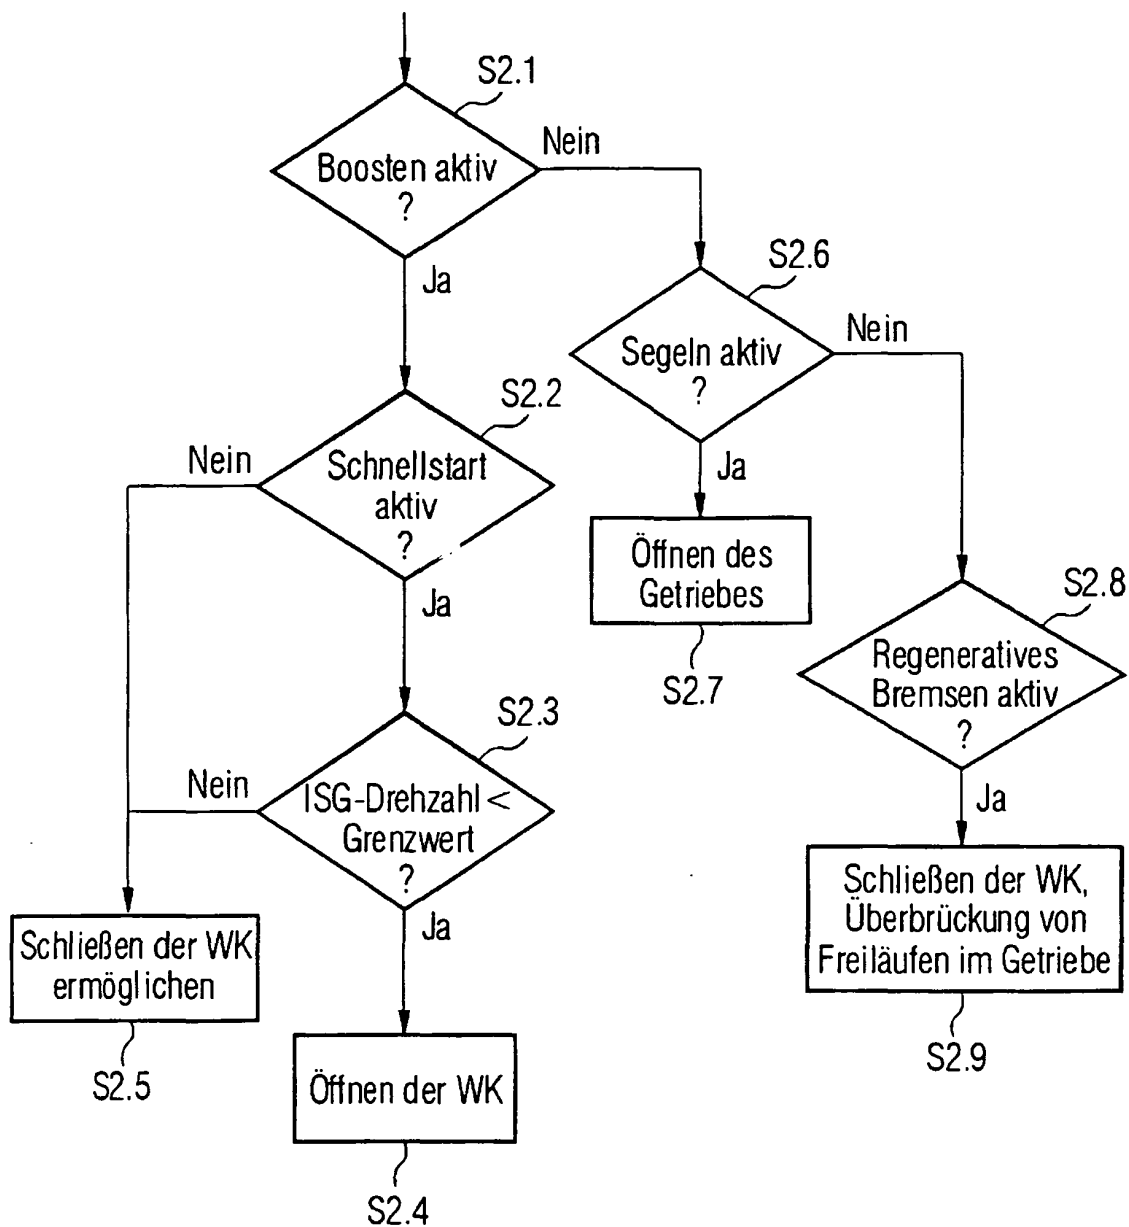 S2.1
Boosten aktiv
?
Nein
Ja
S2.6
Segeln aktiv
?
Nein
Ja
S2.2
Schnellstart
aktiv
?
Nein
Ja
Öffnen des
Getriebes
S2.7
S2.8
Regeneratives
Bremsen aktiv
?
Ja
S2.3
ISG-Drehzahl <
Grenzwert
?
Nein
Ja
Schließen der WK,
Überbrückung von
Freiläufen im Getriebe
S2.9
Schließen der WK
ermöglichen
S2.5
Öffnen der WK
S2.4